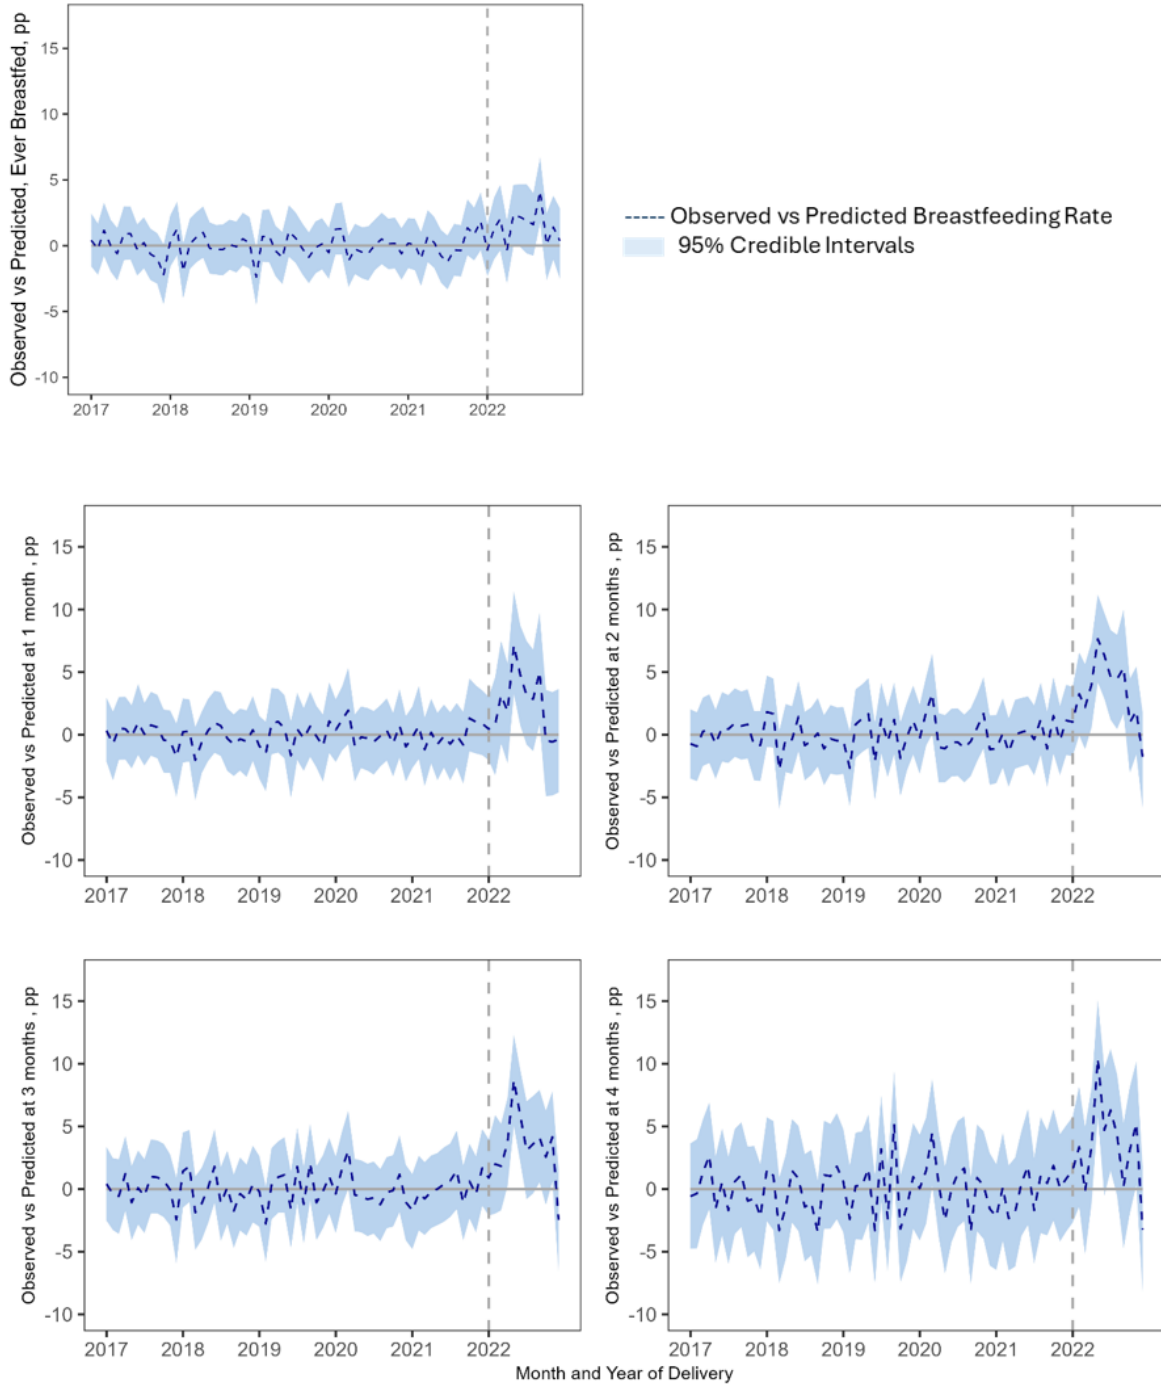 Observed vs Predicted, Ever Breastfed, pp
15
10
5
0
-5
-10
2017 2018 2019 2020 2021 2022
Observed vs Predicted Breastfeeding Rate
95% Credible Intervals
Observed vs Predicted at 1 month , pp
15
10
5
0
-5
-10
2017 2018 2019 2020 2021 2022
Observed vs Predicted at 2 months , pp
15
10
5
0
-5
-10
2017 2018 2019 2020 2021 2022
Observed vs Predicted at 3 months , pp
15
10
5
0
-5
-10
2017 2018 2019 2020 2021 2022
Observed vs Predicted at 4 months , pp
15
10
5
0
-5
-10
2017 2018 2019 2020 2021 2022
Month and Year of Delivery